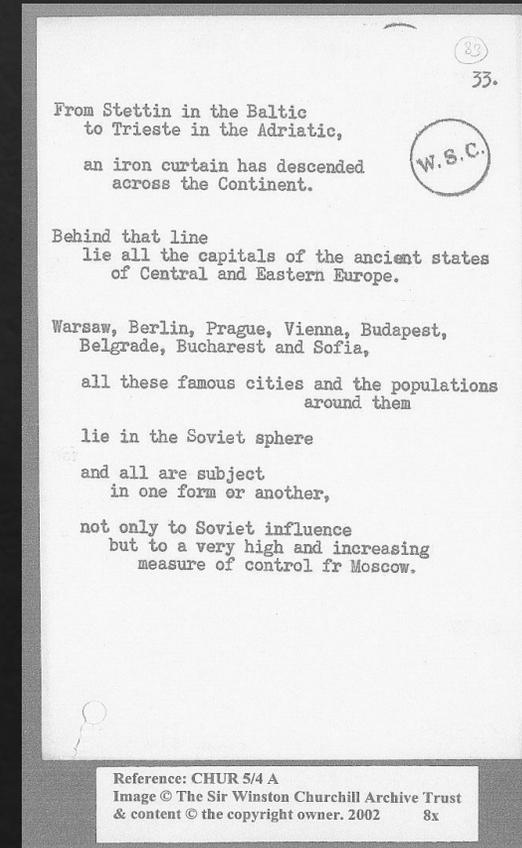 83
33.
W.S.C.
From Stettin in the Baltic
to Trieste in the Adriatic,
an iron curtain has descended
across the Continent.
Behind that line
lie all the capitals of the ancient states
of Central and Eastern Europe.
Warsaw, Berlin, Prague, Vienna, Budapest,
Belgrade, Bucharest and Sofia,
all these famous cities and the populations
around them
lie in the Soviet sphere
and all are subject
in one form or another,
not only to Soviet influence
but to a very high and increasing
measure of control fr Moscow.
Reference: CHUR 5/4 A
Image © The Sir Winston Churchill Archive Trust
& content © the copyright owner. 2002 8x